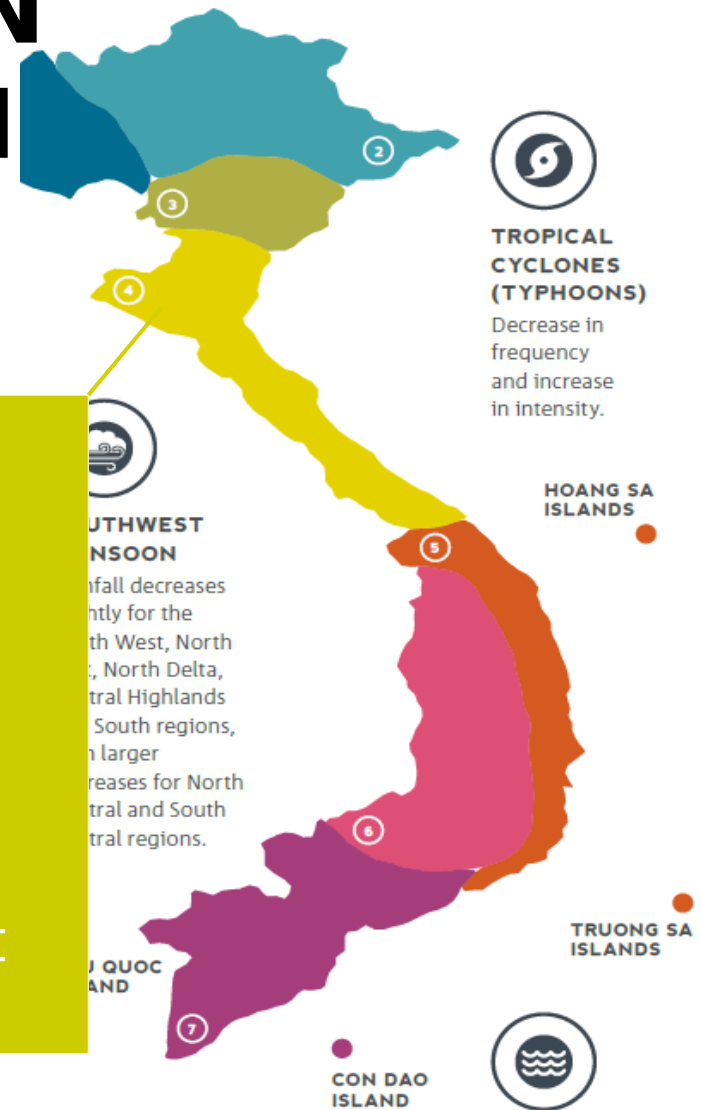 N
2
3
TROPICAL
CYCLONES
(TYPHOONS)
Decrease in
frequency
and increase
in intensity.
4
UTHWEST
NSOON
nfall decreases
htly for the
th West, North
, North Delta,
tral Highlands
South regions,
h larger
reases for North
tral and South
tral regions.
HOANG SA
ISLANDS
5
6
TRUONG SA
ISLANDS
U QUOC
AND
7
CON DAO
ISLAND